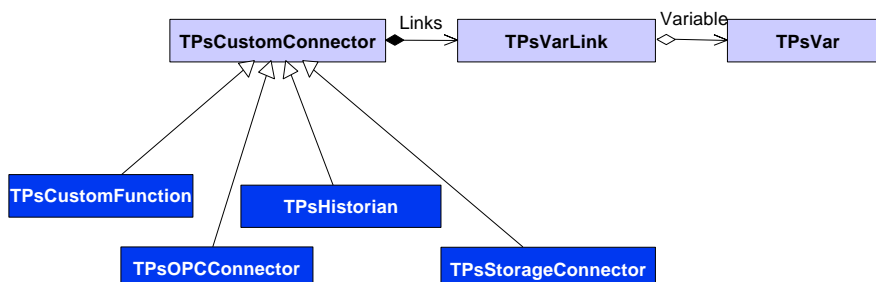 Links
Variable
TPsCustomConnector
TPsVarLink
TPsVar
TPsCustomFunction
TPsHistorian
TPsOPCConnector
TPsStorageConnector